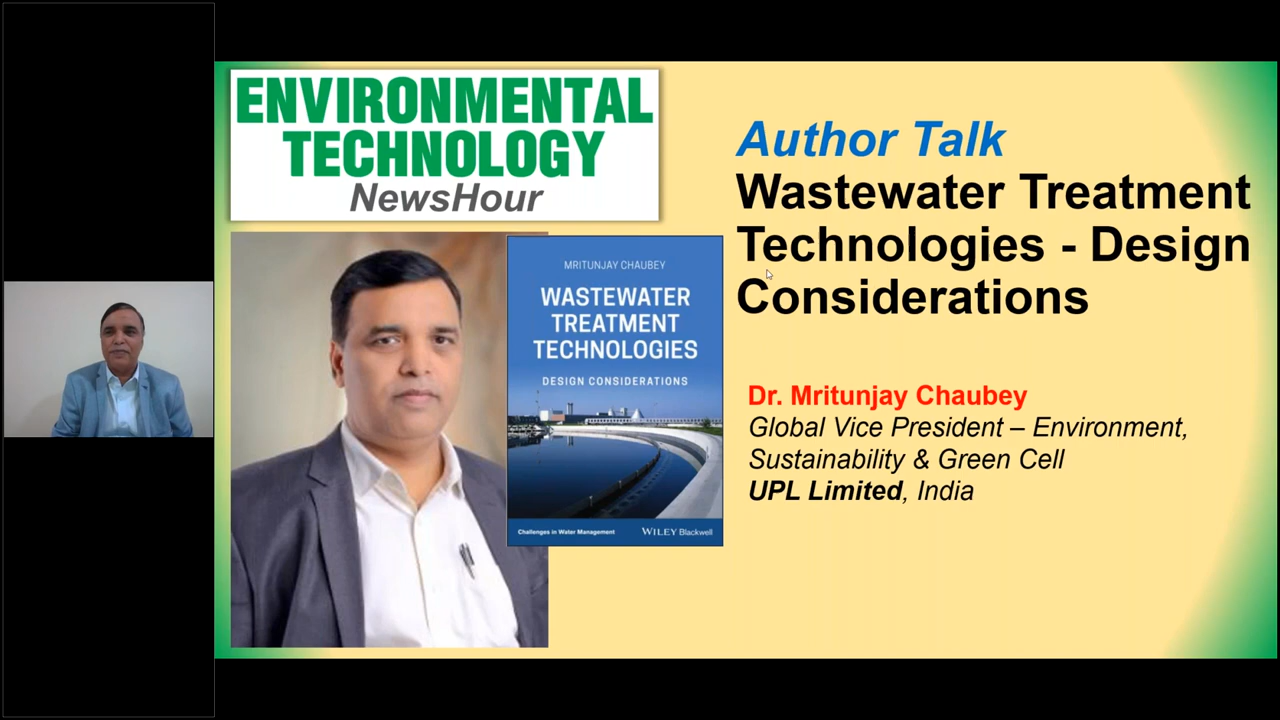 ENVIRONMENTAL
TECHNOLOGY
NewsHour
MRITUNJAY CHAUBEY
WASTEWATER
TREATMENT
TECHNOLOGIES
DESIGN CONSIDERATIONS
Challenges in Water Management
WILEY Blackwell
Author Talk
Wastewater Treatment
Technologies - Design
Considerations
Dr. Mritunjay Chaubey
Global Vice President – Environment,
Sustainability & Green Cell
UPL Limited, India